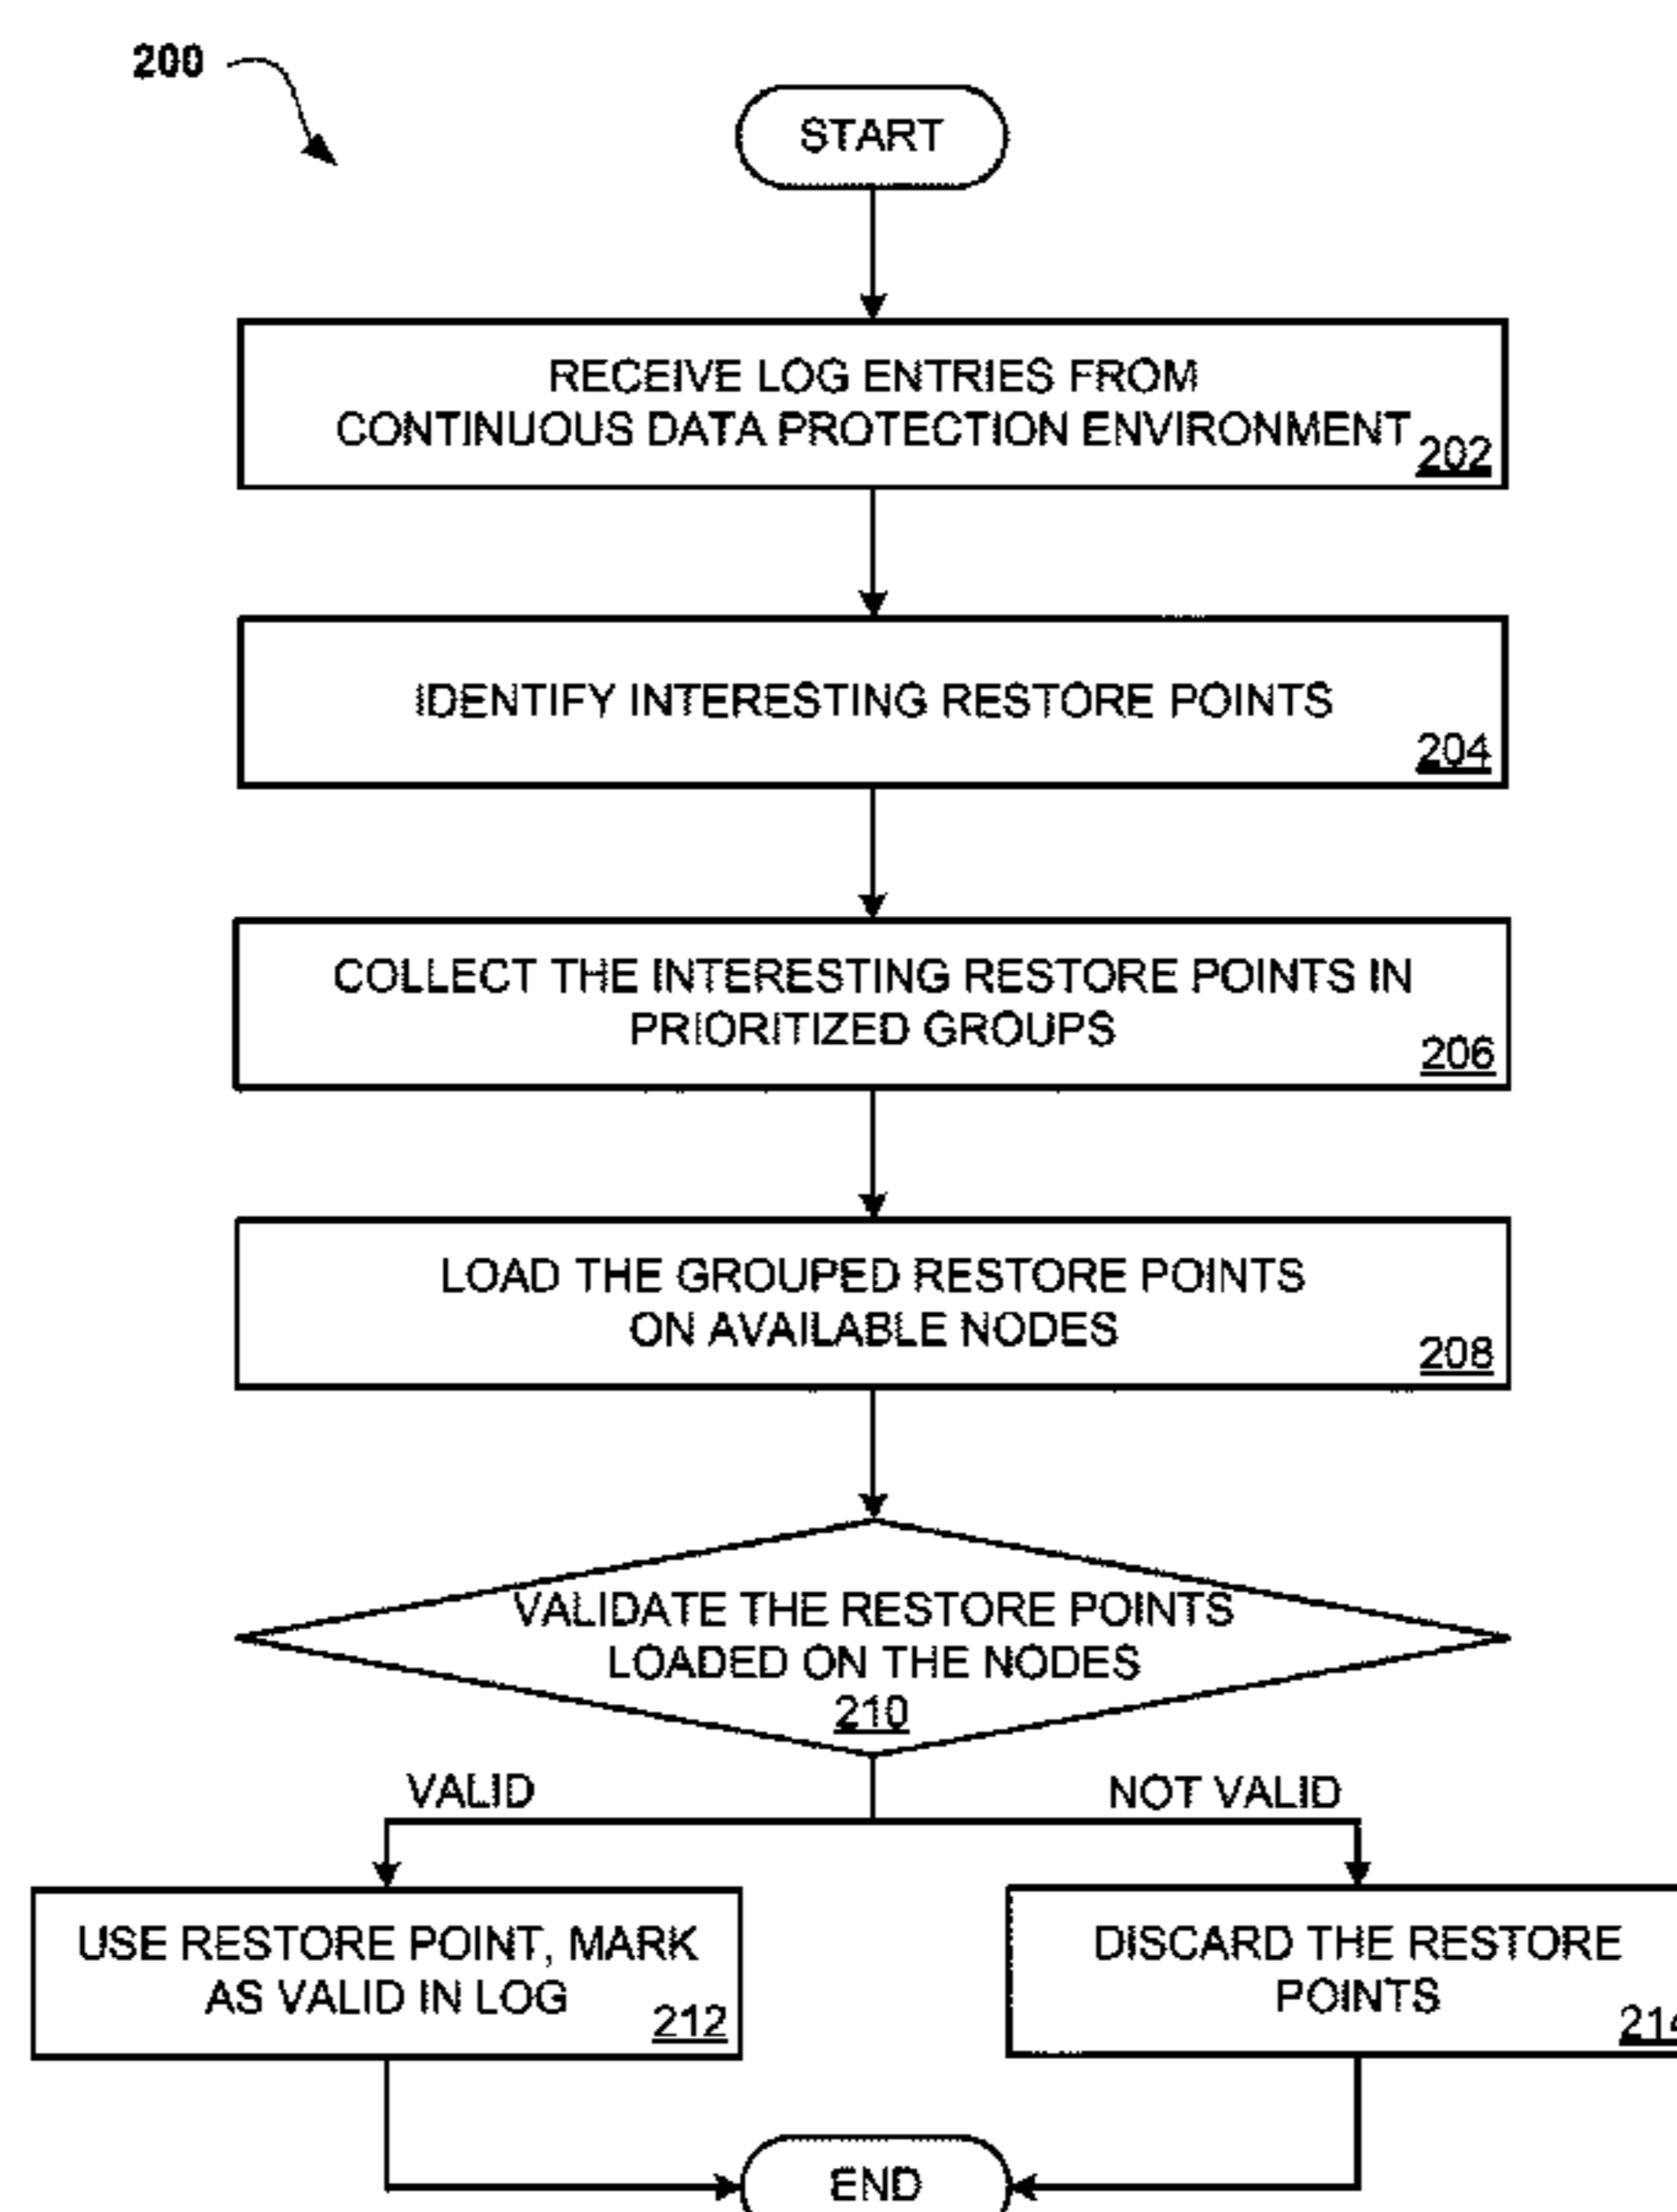 200
START
RECEIVE LOG ENTRIES FROM
CONTINUOUS DATA PROTECTION ENVIRONMENT
202
IDENTIFY INTERESTING RESTORE POINTS
204
COLLECT THE INTERESTING RESTORE POINTS IN
PRIORITIZED GROUPS
206
LOAD THE GROUPED RESTORE POINTS
ON AVAILABLE NODES
208
VALIDATE THE RESTORE POINTS
LOADED ON THE NODES
210
VALID
NOT VALID
USE RESTORE POINT, MARK
AS VALID IN LOG
212
DISCARD THE RESTORE
POINTS
214
END